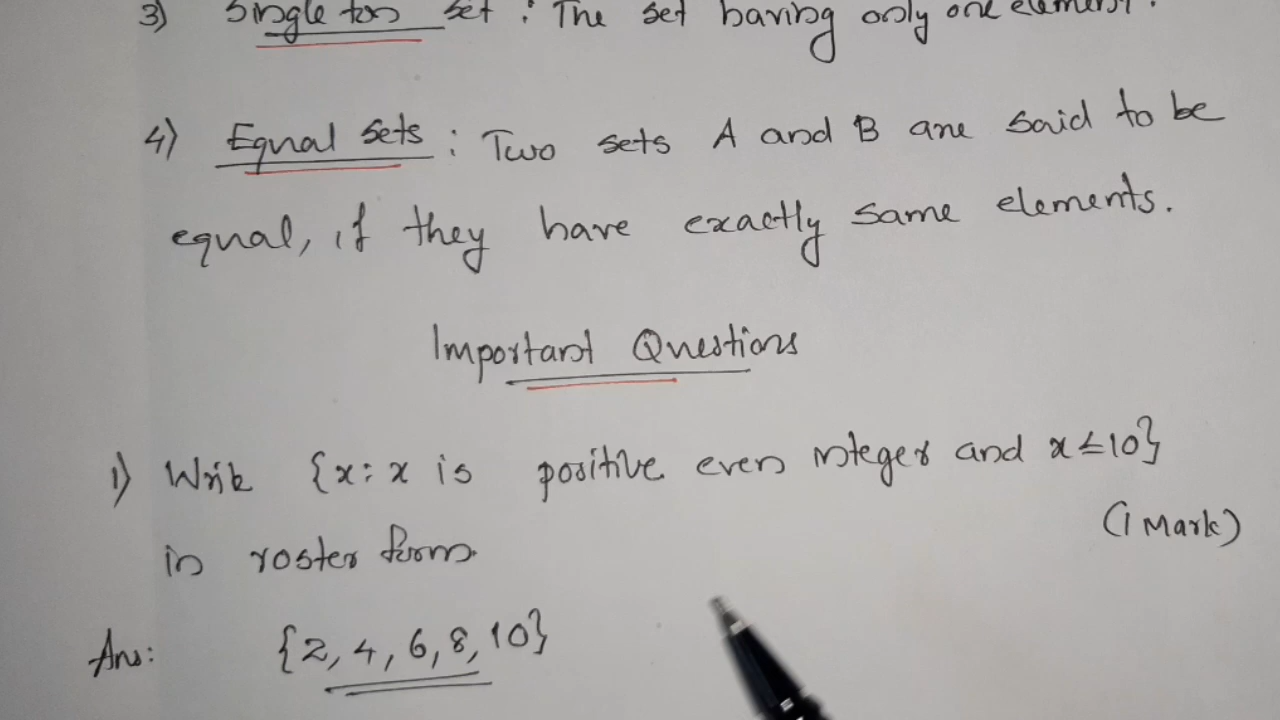 3) Singleton set : The set having only one element.
4) Equal sets : Two sets A and B are said to be
equal, if they have exactly same elements.
Important Questions
1) Write {x : x is positive even integer and x ≤ 10}
(1 Mark)
in roster form.
Ans: {2, 4, 6, 8, 10}